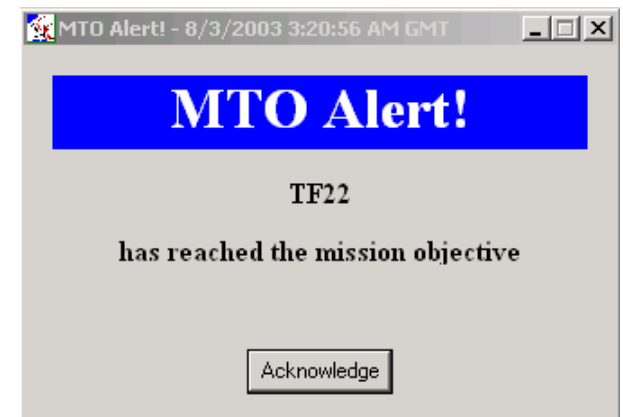 MTO Alert! - 8/3/2003 3:20:56 AM GMT
MTO Alert!
TF22
has reached the mission objective
Acknowledge